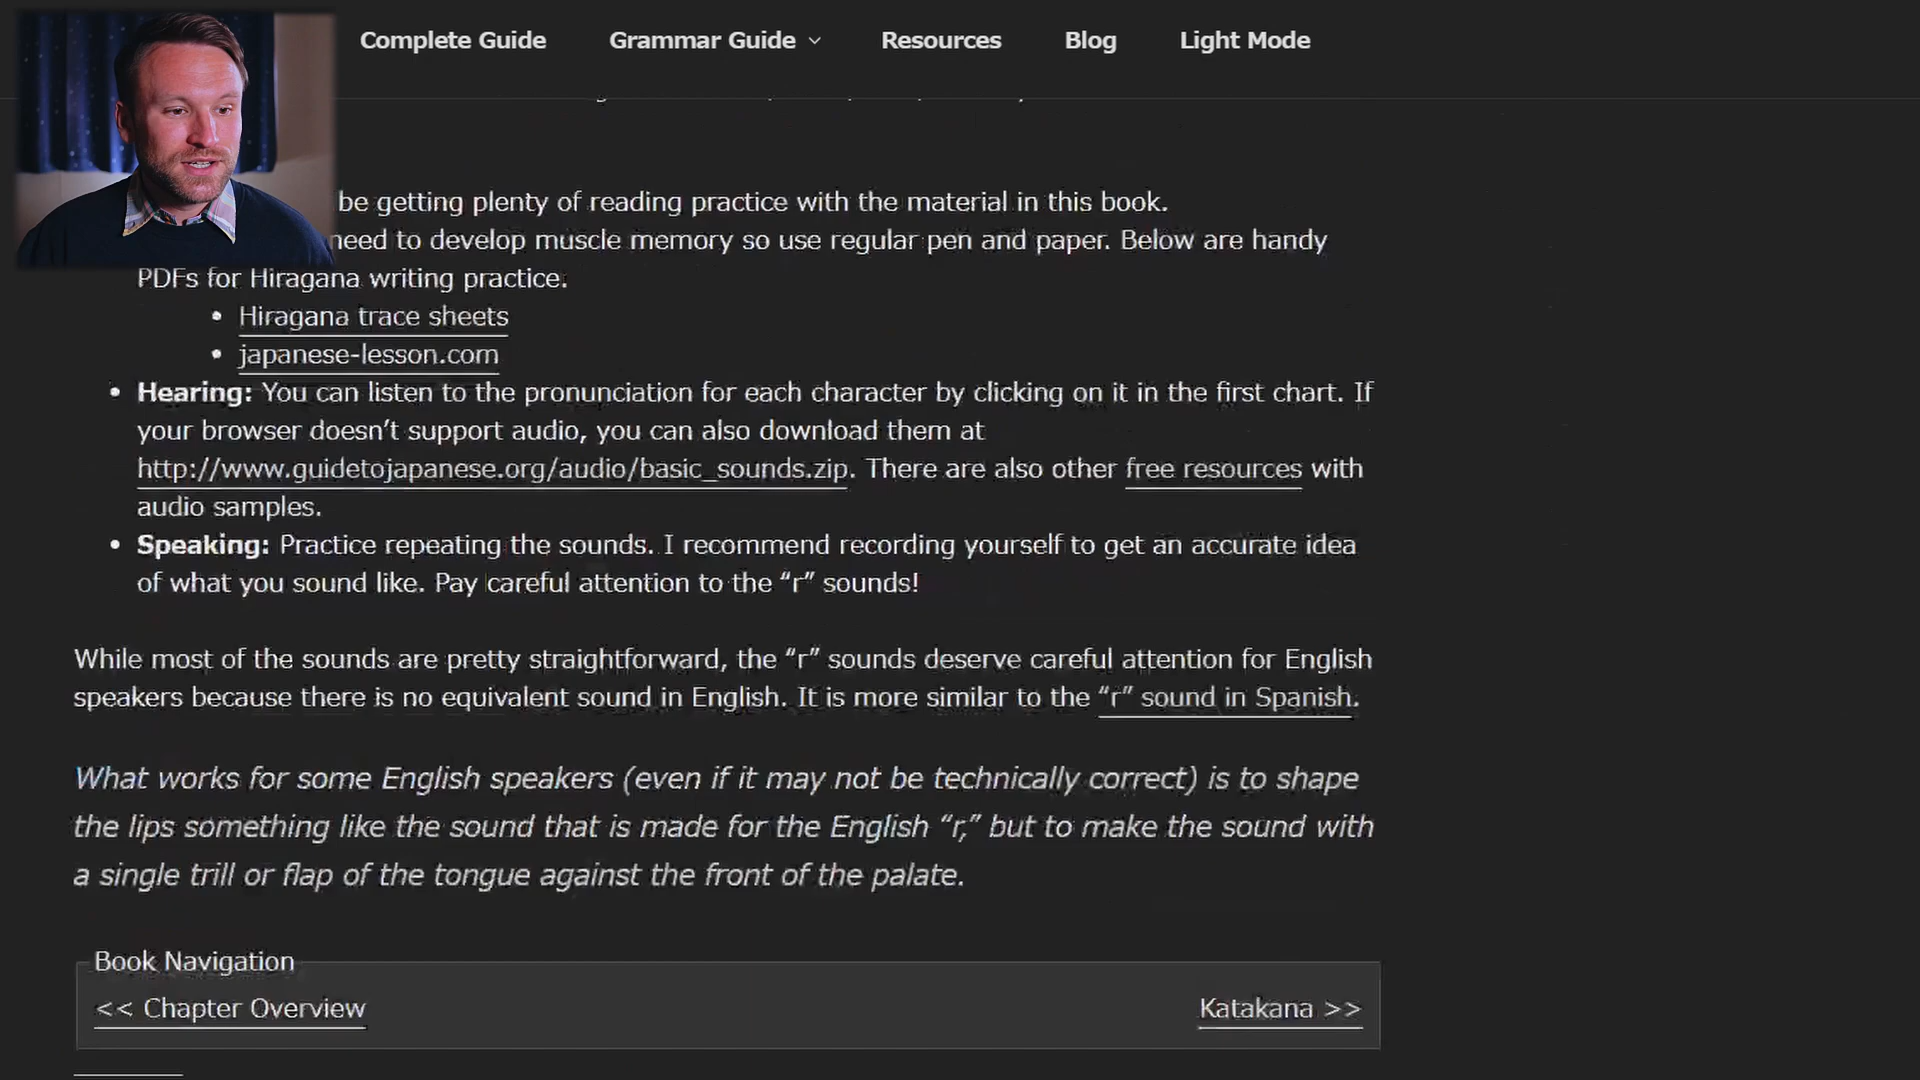 Complete Guide Grammar Guide Resources Blog Light Mode
be getting plenty of reading practice with the material in this book.
need to develop muscle memory so use regular pen and paper. Below are handy
PDFs for Hiragana writing practice.
• Hiragana trace sheets
• japanese-lesson.com
• Hearing: You can listen to the pronunciation for each character by clicking on it in the first chart. If
your browser doesn’t support audio, you can also download them at
http://www.guidetojapanese.org/audio/basic_sounds.zip. There are also other free resources with
audio samples.
• Speaking: Practice repeating the sounds. I recommend recording yourself to get an accurate idea
of what you sound like. Pay careful attention to the “r” sounds!
While most of the sounds are pretty straightforward, the “r” sounds deserve careful attention for English
speakers because there is no equivalent sound in English. It is more similar to the “r” sound in Spanish.
What works for some English speakers (even if it may not be technically correct) is to shape
the lips something like the sound that is made for the English “r,” but to make the sound with
a single trill or flap of the tongue against the front of the palate.
Book Navigation
<< Chapter Overview Katakana >>